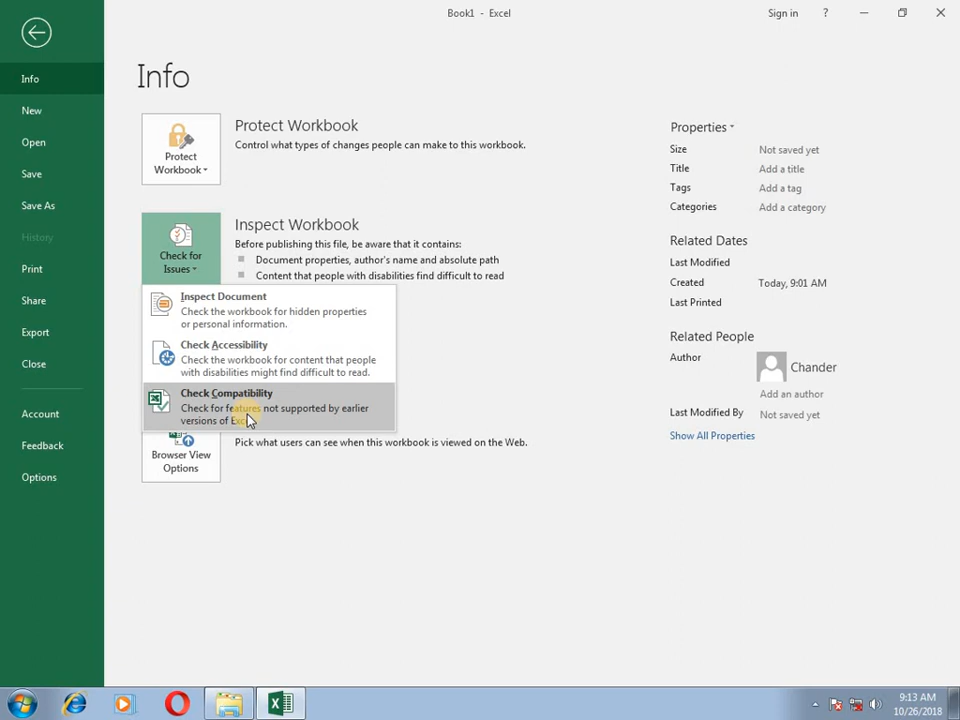 Book1 - Excel
Sign in
?
Info
New
Open
Save
Save As
History
Print
Share
Export
Close
Account
Feedback
Options
Info
Protect Workbook
Protect Workbook
Control what types of changes people can make to this workbook.
Check for Issues
Inspect Workbook
Before publishing this file, be aware that it contains:
Document properties, author's name and absolute path
Content that people with disabilities find difficult to read
Inspect Document
Check the workbook for hidden properties
or personal information.
Check Accessibility
Check the workbook for content that people
with disabilities might find difficult to read.
Check Compatibility
Check for features not supported by earlier
versions of Excel.
Browser View
Options
Pick what users can see when this workbook is viewed on the Web.
Properties
Size Not saved yet
Title Add a title
Tags Add a tag
Categories Add a category
Related Dates
Last Modified
Created Today, 9:01 AM
Last Printed
Related People
Author Chander
Add an author
Last Modified By Not saved yet
Show All Properties
9:13 AM
10/26/2018